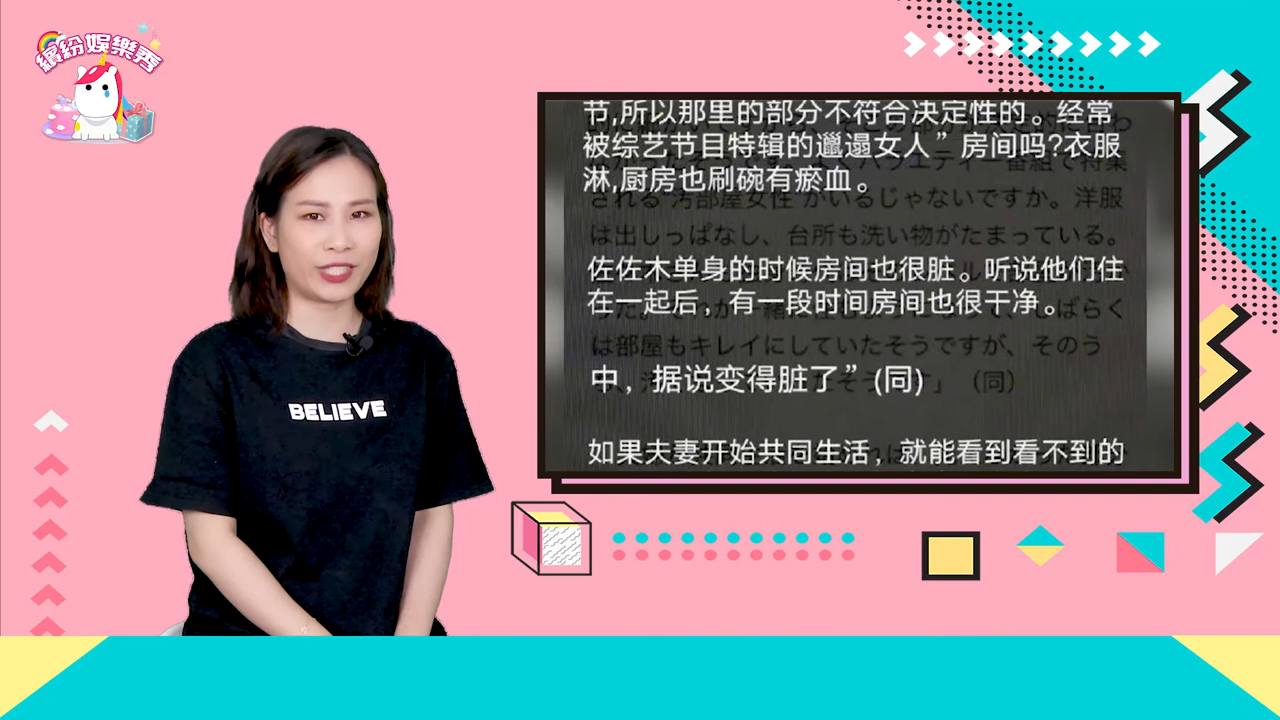 繽紛娛樂秀
BELIEVE
节,所以那里的部分不符合决定性的。经常
被综艺节目特辑的邋遢女人”房间吗?衣服
淋,厨房也刷碗有瘀血。
される“汚部屋女性”がいるじゃないですか。洋服
は出しっぱなし、台所も洗い物がたまっている。
佐佐木单身的时候房间也很脏。听说他们住
在一起后，有一段时间房间也很干净。
は部屋もキレイにしていたそうですが、そのう
中，据说变得脏了”(同)
」（同）
如果夫妻开始共同生活，就能看到看不到的